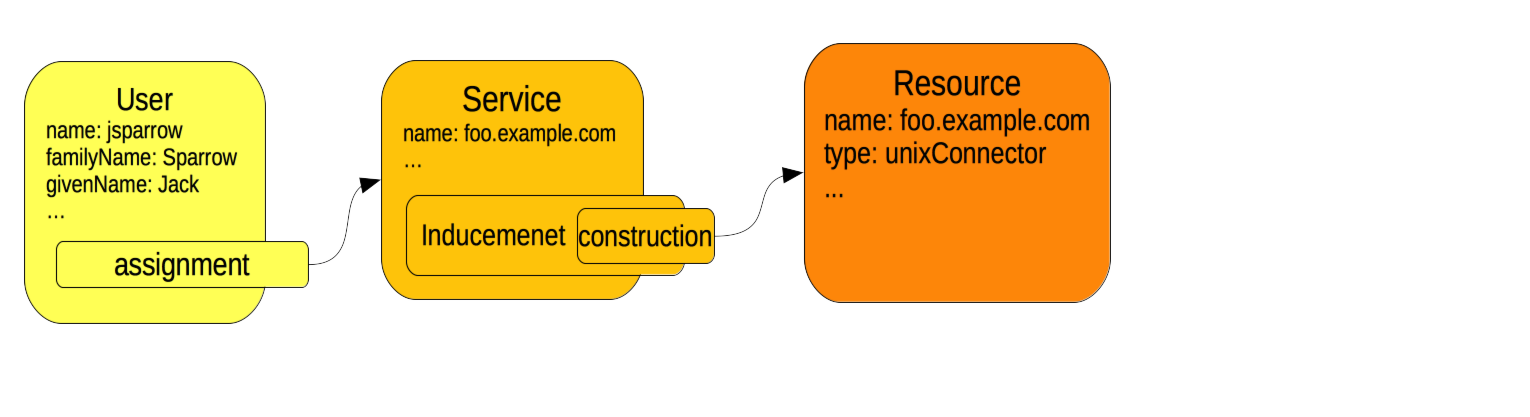 User
name: jsparrow
familyName: Sparrow
givenName: Jack
...
assignment
Service
name: foo.example.com
...
Inducemenet
construction
Resource
name: foo.example.com
type: unixConnector
...